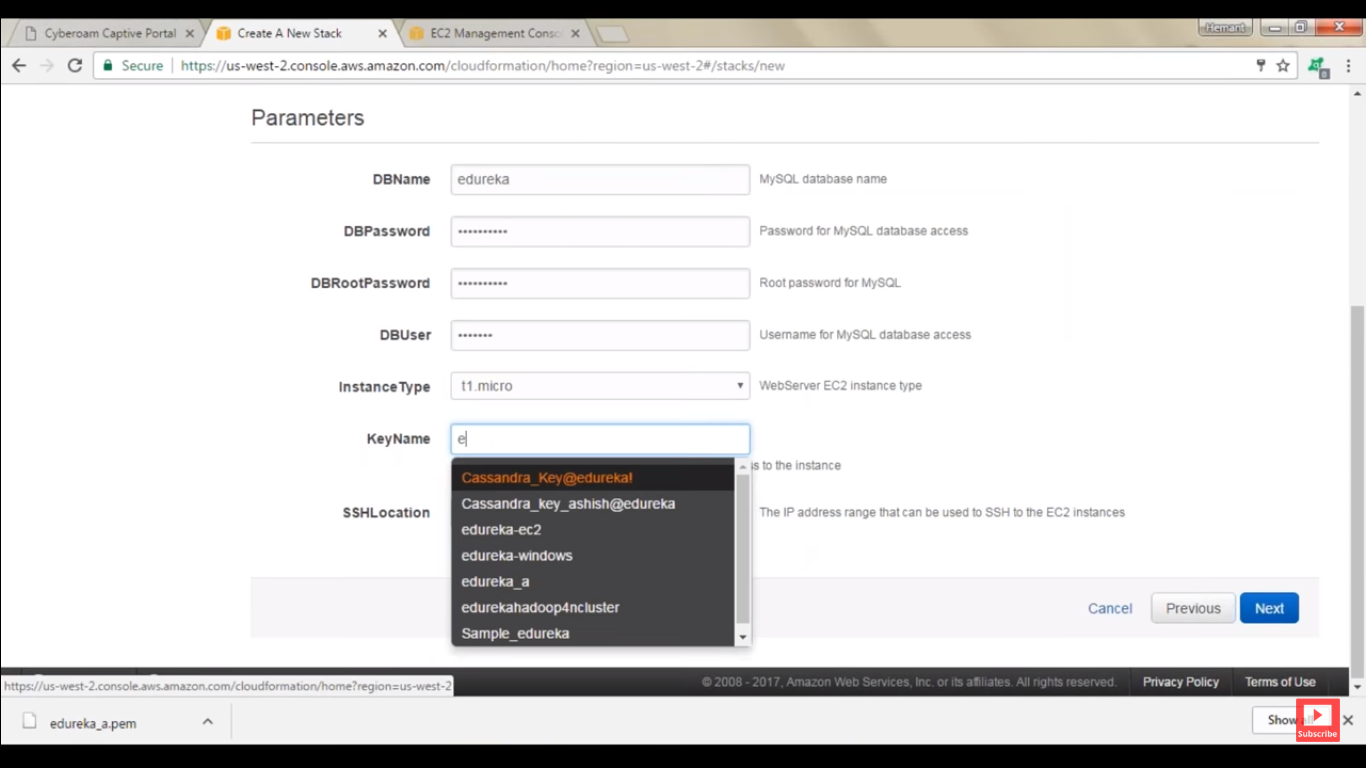 Cyberoam Captive Portal
Create A New Stack
EC2 Management Conso
Hemant
Secure
https://us-west-2.console.aws.amazon.com/cloudformation/home?region=us-west-2#/stacks/new
Parameters
DBName edureka MySQL database name
DBPassword •••••••••• Password for MySQL database access
DBRootPassword •••••••••• Root password for MySQL
DBUser ••••••• Username for MySQL database access
InstanceType t1.micro WebServer EC2 instance type
KeyName e
Cassandra_Key@edureka!
to the instance
Cassandra_key_ashish@edureka
SSHLocation The IP address range that can be used to SSH to the EC2 instances
edureka-ec2
edureka-windows
edureka_a
edurekahadoop4ncluster
Sample_edureka
Cancel Previous Next
https://us-west-2.console.aws.amazon.com/cloudformation/home?region=us-west-2
© 2008 - 2017, Amazon Web Services, Inc. or its affiliates. All rights reserved. Privacy Policy Terms of Use
edureka_a.pem
Show
Subscribe